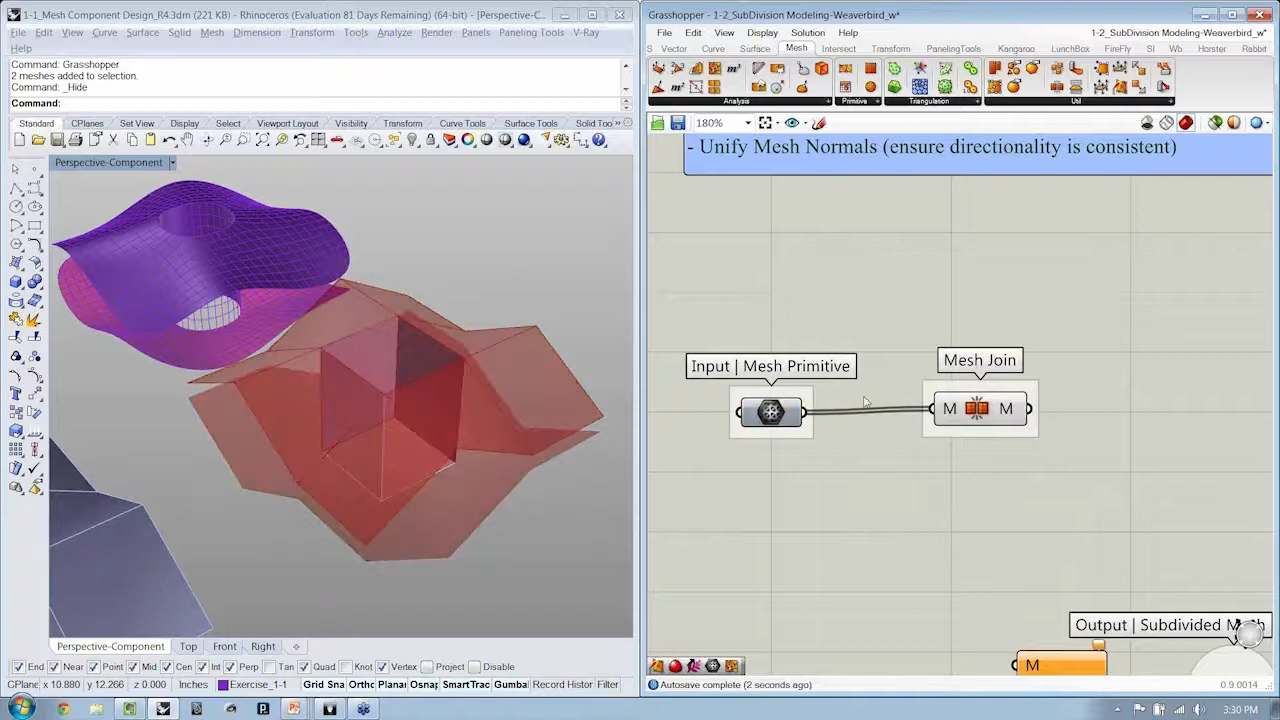 1-1_Mesh Component Design_R4.3dm (221 KB) - Rhinoceros (Evaluation 81 Days Remaining) (64-bit) - [Perspective-C...
File Edit View Curve Surface Solid Mesh Dimension Transform Tools Analyze Render Panels Paneling Tools V-Ray
Help
Command: Grasshopper
2 meshes added to selection.
Command: _Hide
Command:
Standard CPlanes Set View Display Select Viewport Layout Visibility Transform Curve Tools Surface Tools Solid Too
Perspective-Component
Perspective-Component Top Front Right
End Near Point Mid Cen Int Perp Tan Quad Knot Vertex Project Disable
CPlane x 10.880 y 12.266 z 0.000 Inches Exercise_1-1 Grid Sna Ortho Planar Osnap SmartTrac Gumba Record Histor Filter
Grasshopper - 1-2_SubDivision Modeling-Weaverbird_w*
File Edit View Display Solution Help 1-2_SubDivision Modeling-Weaverbird_w*
S Vector Curve Surface Mesh Intersect Transform PanelingTools Kangaroo LunchBox FireFly SI Wb Horster Rabbit
Analysis Primitive Triangulation Util
180%
- Unify Mesh Normals (ensure directionality is consistent)
Input | Mesh Primitive
Mesh Join
M M
Output | Subdivided Mesh
M
Autosave complete (2 seconds ago) 0.9.0014
3:30 PM